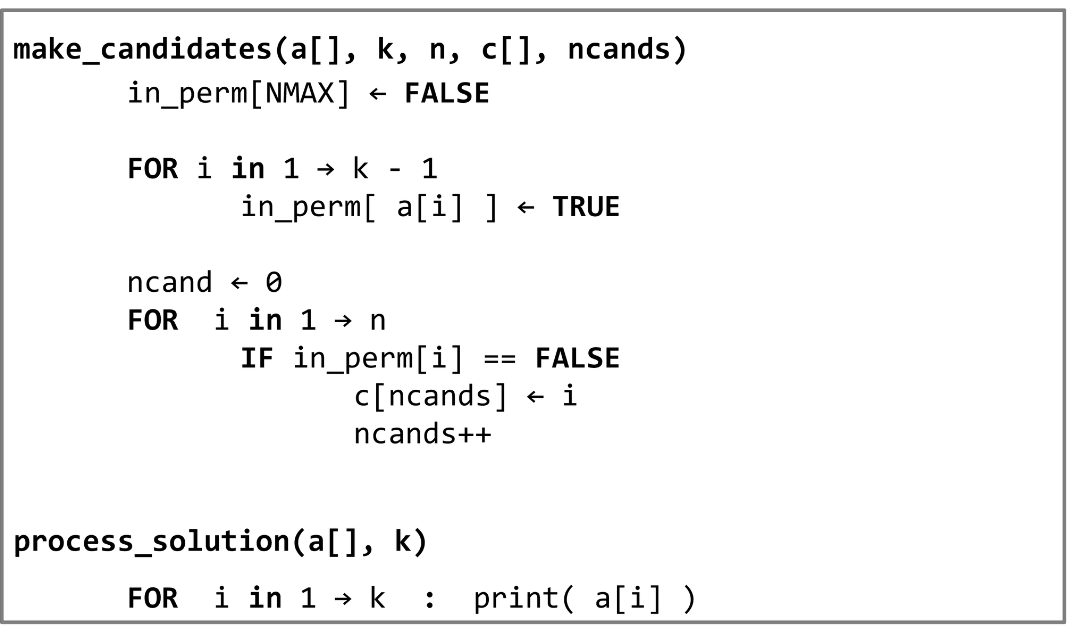 make_candidates(a[], k, n, c[], ncands)
in_perm[NMAX] ← FALSE
FOR i in 1 → k - 1
in_perm[ a[i] ] ← TRUE
ncand ← 0
FOR i in 1 → n
IF in_perm[i] == FALSE
c[ncands] ← i
ncands++
process_solution(a[], k)
FOR i in 1 → k : print( a[i] )